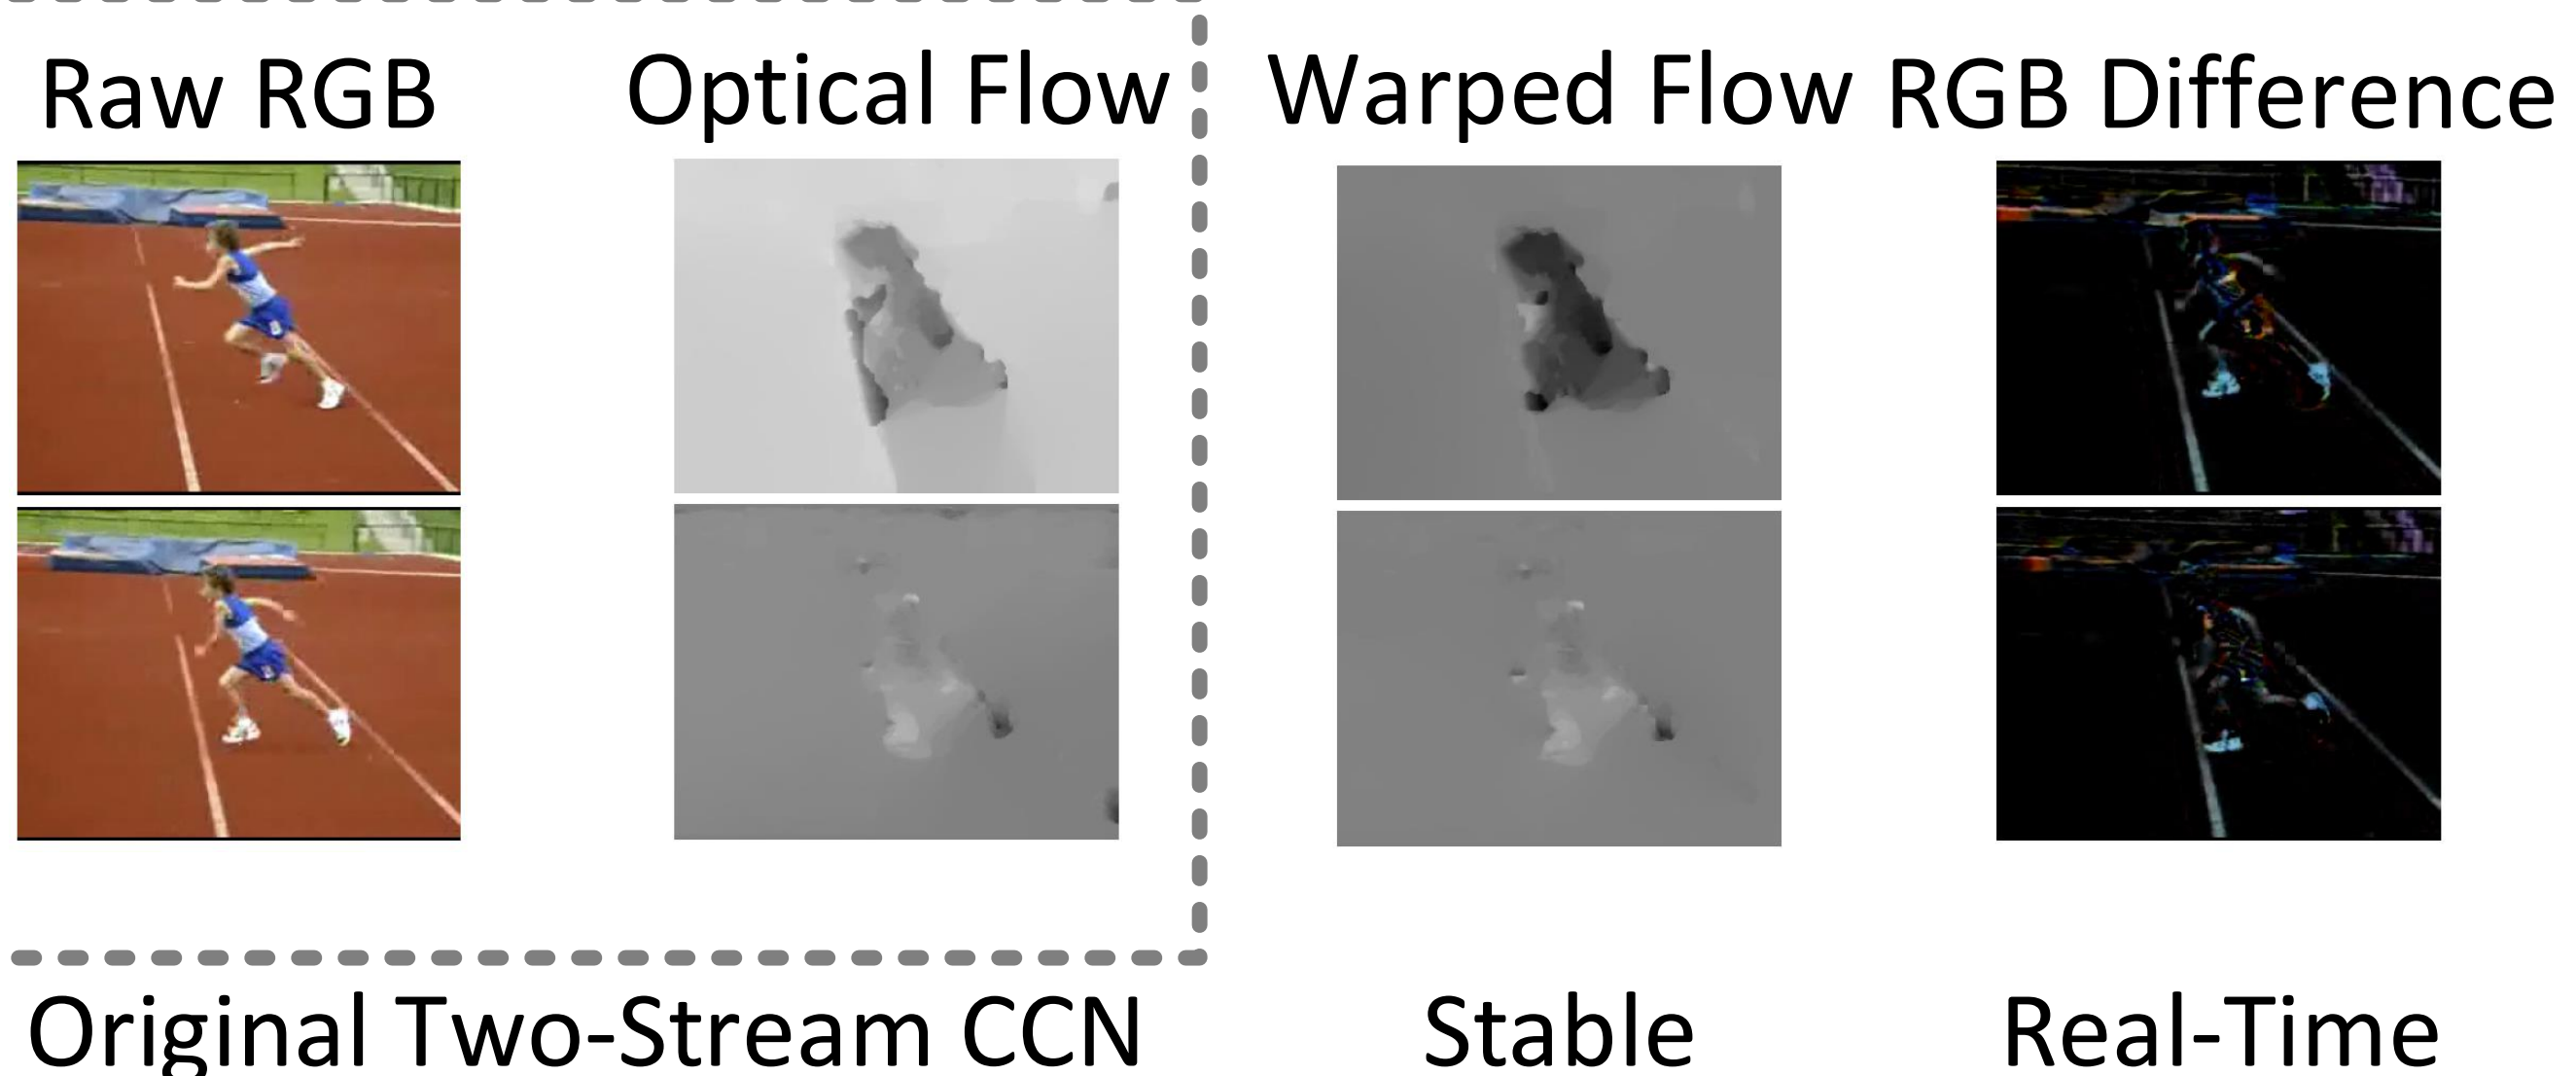 Raw RGB
Optical Flow
Warped Flow
RGB Difference
Original Two-Stream CCN
Stable
Real-Time